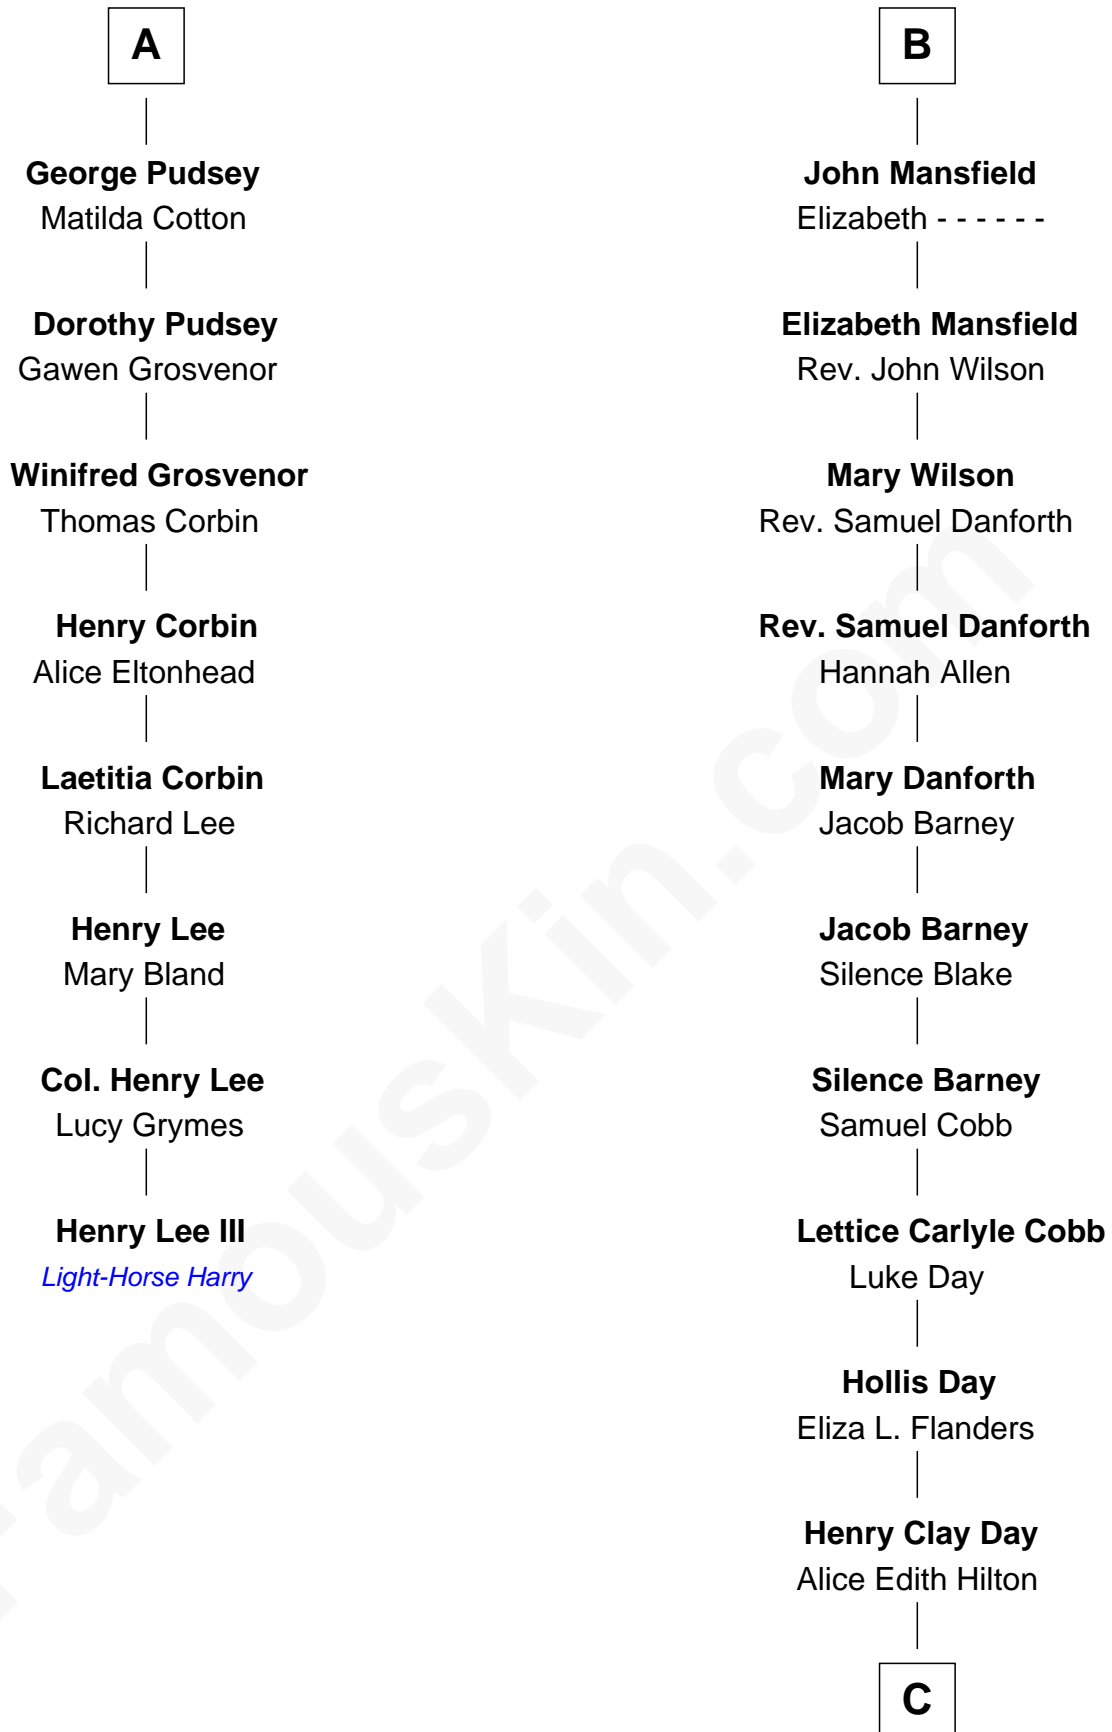 A
George Pudsey
Matilda Cotton
Dorothy Pudsey
Gawen Grosvenor
Winifred Grosvenor
Thomas Corbin
Henry Corbin
Alice Eltonhead
Laetitia Corbin
Richard Lee
Henry Lee
Mary Bland
Col. Henry Lee
Lucy Grymes
Henry Lee III
Light-Horse Harry
B
John Mansfield
Elizabeth - - - - - -
Elizabeth Mansfield
Rev. John Wilson
Mary Wilson
Rev. Samuel Danforth
Rev. Samuel Danforth
Hannah Allen
Mary Danforth
Jacob Barney
Jacob Barney
Silence Blake
Silence Barney
Samuel Cobb
Lettice Carlyle Cobb
Luke Day
Hollis Day
Eliza L. Flanders
Henry Clay Day
Alice Edith Hilton
C
FamousKin.com